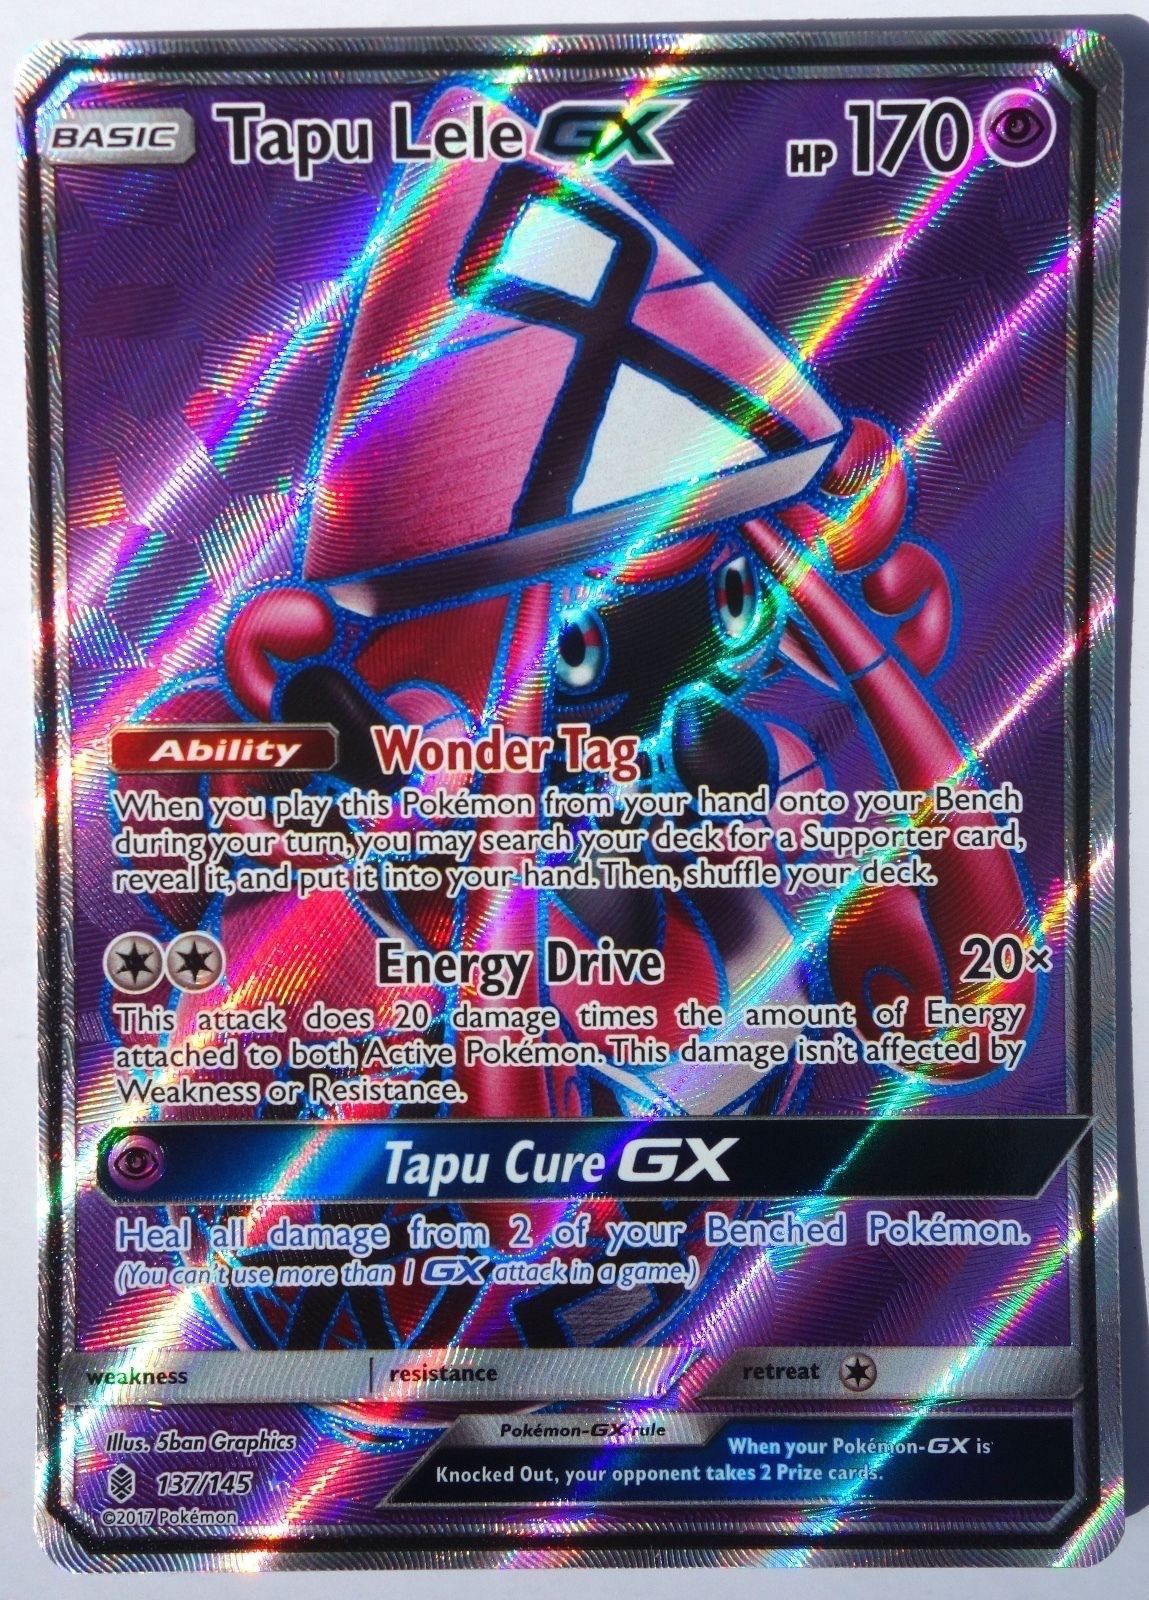 BASIC Tapu Lele GX HP 170
Ability Wonder Tag
When you play this Pokémon from your hand onto your Bench
during your turn, you may search your deck for a Supporter card,
reveal it, and put it into your hand. Then, shuffle your deck.
Energy Drive 20×
This attack does 20 damage times the amount of Energy
attached to both Active Pokémon. This damage isn't affected by
Weakness or Resistance.
Tapu Cure GX
Heal all damage from 2 of your Benched Pokémon.
(You can't use more than 1 GX attack in a game.)
weakness resistance retreat
Illus. 5ban Graphics
137/145
©2017 Pokémon
Pokémon-GX rule
When your Pokémon-GX is
Knocked Out, your opponent takes 2 Prize cards.